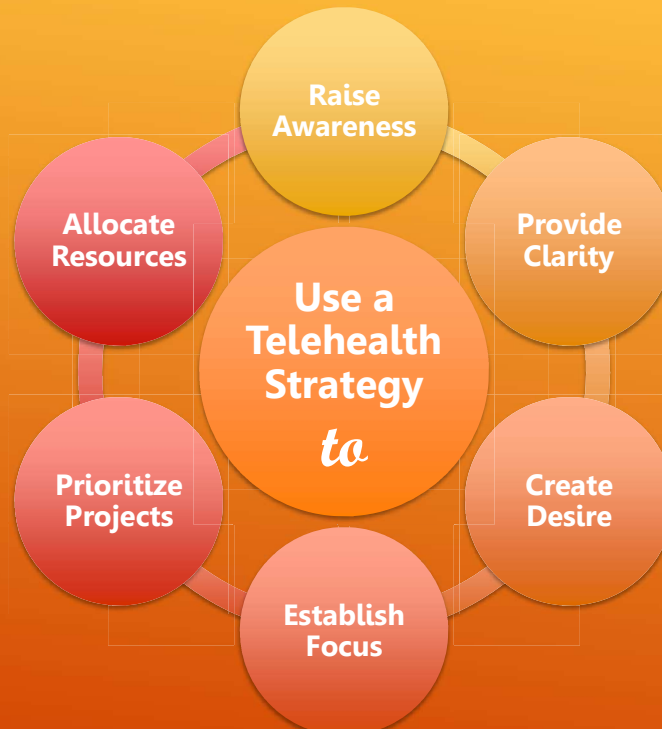 Raise
Awareness
Provide
Clarity
Create
Desire
Establish
Focus
Prioritize
Projects
Allocate
Resources
Use a
Telehealth
Strategy
to